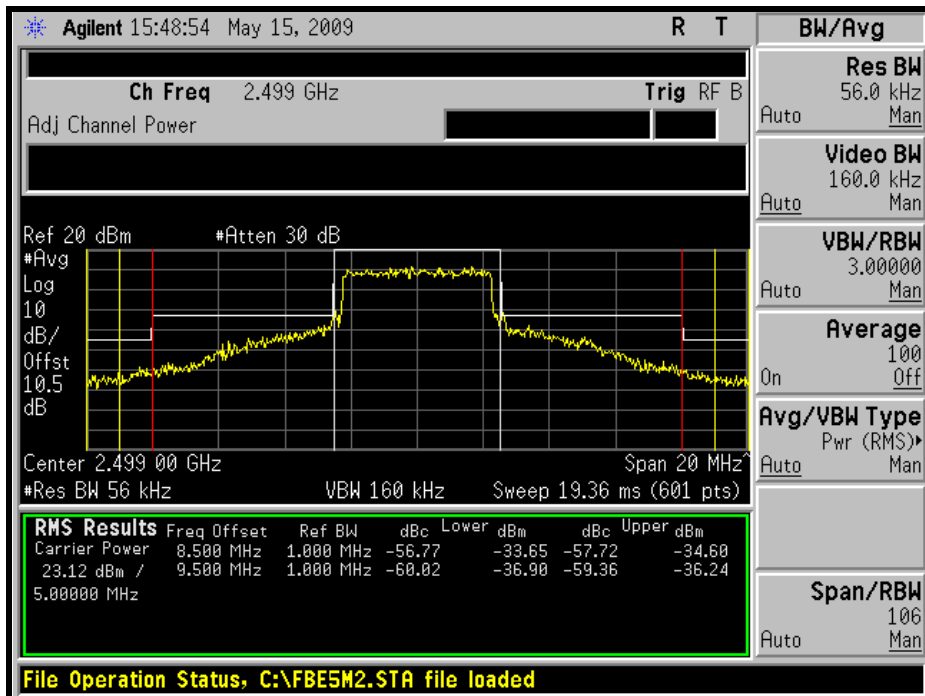 Agilent 15:48:54 May 15, 2009 R T
Ch Freq 2.499 GHz Trig RF B
Adj Channel Power
Ref 20 dBm #Atten 30 dB
#Avg
Log
10
dB/
Offst
10.5
dB
Center 2.499 00 GHz Span 20 MHz^
#Res BW 56 kHz VBW 160 kHz Sweep 19.36 ms (601 pts)
RMS Results Freq Offset Ref BW dBc Lower dBm dBc Upper dBm
Carrier Power 8.500 MHz 1.000 MHz -56.77 -33.65 -57.72 -34.60
23.12 dBm / 9.500 MHz 1.000 MHz -60.02 -36.90 -59.36 -36.24
5.00000 MHz
File Operation Status, C:\FBE5M2.STA file loaded
BW/Avg
Res BW
56.0 kHz
Auto Man
Video BW
160.0 kHz
Auto Man
VBW/RBW
3.00000
Auto Man
Average
100
On Off
Avg/VBW Type
Pwr (RMS)▸
Auto Man
Span/RBW
106
Auto Man